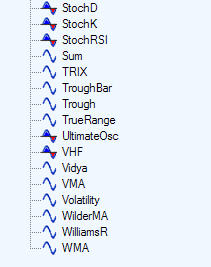 StochD
StochK
StochRSI
Sum
TRIX
TroughBar
Trough
TrueRange
UltimateOsc
VHF
Vidya
VMA
Volatility
WilderMA
WilliamsR
WMA